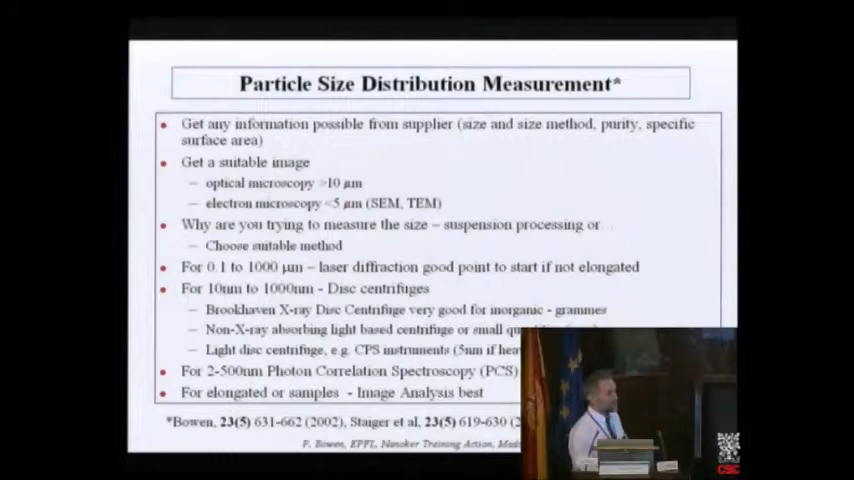 Particle Size Distribution Measurement*
Get any information possible from supplier (size and size method, purity, specific
surface area)
Get a suitable image
– optical microscopy >10 µm
– electron microscopy <5 µm (SEM, TEM)
Why are you trying to measure the size – suspension processing or
– Choose suitable method
For 0.1 to 1000 µm – laser diffraction good point to start if not elongated
For 10nm to 1000nm - Disc centrifuges
– Brookhaven X-ray Disc Centrifuge very good for inorganic - grammes
– Non-X-ray absorbing light based centrifuge or small
– Light disc centrifuge, e.g. CPS instruments (5nm if
For 2-500nm Photon Correlation Spectroscopy (PCS)
For elongated or samples - Image Analysis best
*Bowen, 23(5) 631-662 (2002), Staiger et al, 23(5) 619-630
P. Bowen, EPFL, Nanoker Training Action,
CSIC